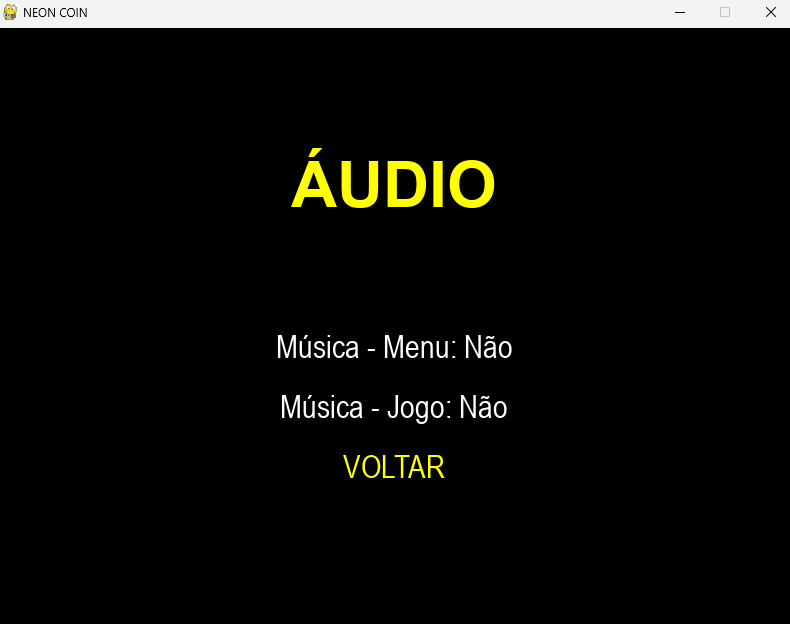 NEON COIN
ÁUDIO
Música - Menu: Não
Música - Jogo: Não
VOLTAR